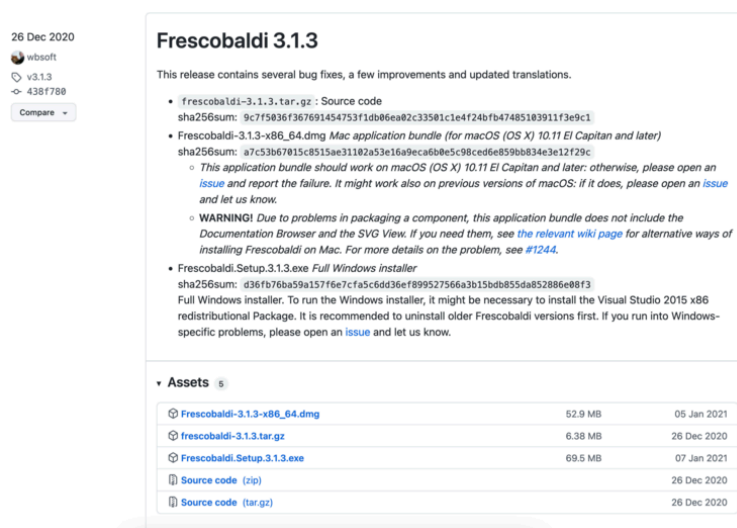 26 Dec 2020
wbsoft
v3.1.3
438f780
Compare
Frescobaldi 3.1.3
This release contains several bug fixes, a few improvements and updated translations.
frescobaldi-3.1.3.tar.gz : Source code
sha256sum: 9c7f5036f367691454753f1db06ea02c33501c1e4f24bfb47485103911f3e9c1
Frescobaldi-3.1.3-x86_64.dmg Mac application bundle (for macOS (OS X) 10.11 El Capitan and later)
sha256sum: a7c53b67015c8515ae31102a53e16a9eca6b0e5c98ced6e859bb834e3e12f29c
This application bundle should work on macOS (OS X) 10.11 El Capitan and later: otherwise, please open an
issue and report the failure. It might work also on previous versions of macOS: if it does, please open an issue
and let us know.
WARNING! Due to problems in packaging a component, this application bundle does not include the
Documentation Browser and the SVG View. If you need them, see the relevant wiki page for alternative ways of
installing Frescobaldi on Mac. For more details on the problem, see #1244.
Frescobaldi.Setup.3.1.3.exe Full Windows installer
sha256sum: d36fb76ba59a157f6e7cfa5c6dd36ef899527566a3b15bdb855da852886e08f3
Full Windows installer. To run the Windows installer, it might be necessary to install the Visual Studio 2015 x86
redistributional Package. It is recommended to uninstall older Frescobaldi versions first. If you run into Windows-
specific problems, please open an issue and let us know.
Assets 5
Frescobaldi-3.1.3-x86_64.dmg 52.9 MB 05 Jan 2021
frescobaldi-3.1.3.tar.gz 6.38 MB 26 Dec 2020
Frescobaldi.Setup.3.1.3.exe 69.5 MB 07 Jan 2021
Source code (zip) 26 Dec 2020
Source code (tar.gz) 26 Dec 2020